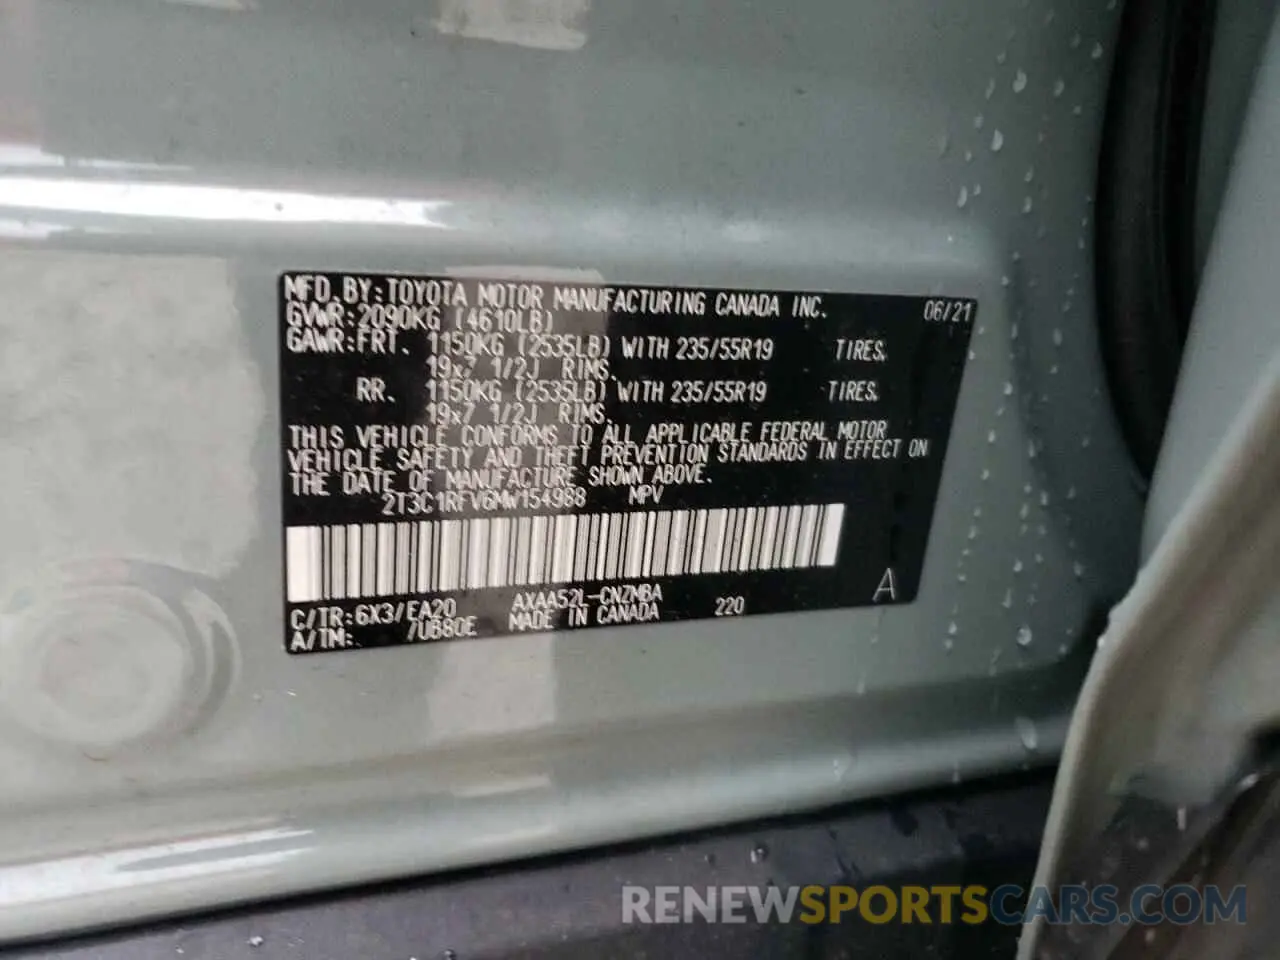 MFD. BY: TOYOTA MOTOR MANUFACTURING CANADA INC. 06/21
GVWR: 2090KG (4610LB)
GAWR: FRT. 1150KG (2535LB) WITH 235/55R19 TIRES.
19x7 1/2J RIMS.
RR. 1150KG (2535LB) WITH 235/55R19 TIRES.
19x7 1/2J RIMS.
THIS VEHICLE CONFORMS TO ALL APPLICABLE FEDERAL MOTOR
VEHICLE SAFETY AND THEFT PREVENTION STANDARDS IN EFFECT ON
THE DATE OF MANUFACTURE SHOWN ABOVE.
2T3C1RFV6MW154988 MPV
C/TR: 6X3/EA20 AXAA52L-CNZMBA 220 A
A/TM: /UB80E MADE IN CANADA
RENEWSPORTSCARS.COM